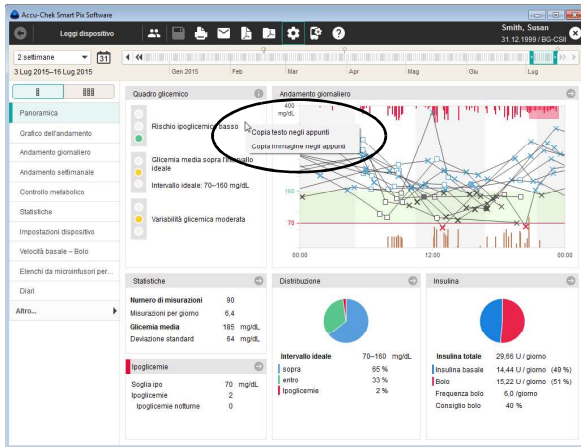 Accu-Chek Smart Pix Software
Leggi dispositivo
Smith, Susan
31.12.1999 / BG-CSII
2 settimane
31
3 Lug 2015–16 Lug 2015
Gen 2015 Feb Mar Apr Mag Giu Lug
Panoramica
Grafico dell'andamento
Andamento giornaliero
Andamento settimanale
Controllo metabolico
Statistiche
Impostazioni dispositivo
Velocità basale – Bolo
Elenchi da microinfusori per...
Diari
Altro...
Quadro glicemico
Rischio ipoglicemico basso
Glicemia media sopra l'intervallo
ideale
Intervallo ideale: 70–160 mg/dL
Variabilità glicemica moderata
Copia testo negli appunti
Copia immagine negli appunti
Andamento giornaliero
400
mg/dL
160
70
00:00 12:00 00:00
Statistiche
Numero di misurazioni 90
Misurazioni per giorno 6,4
Glicemia media 185 mg/dL
Deviazione standard 64 mg/dL
Ipoglicemie
Soglia ipo 70 mg/dL
Ipoglicemie 2
Ipoglicemie notturne 0
Distribuzione
Intervallo ideale 70–160 mg/dL
sopra 65 %
entro 33 %
Ipoglicemie 2 %
Insulina
Insulina totale 29,66 U / giorno
Insulina basale 14,44 U / giorno (49 %)
Bolo 15,22 U / giorno (51 %)
Frequenza bolo 6,0 /giorno
Consiglio bolo 40 %